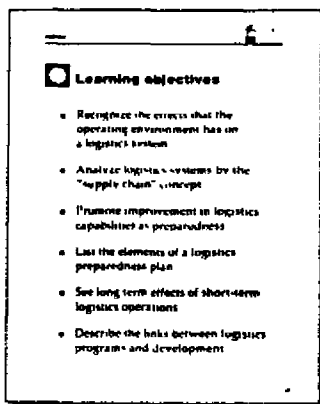 Learning objectives
• Recognize the effects that the
operating environment has on
a logistics system
• Analyze logistics systems by the
"supply chain" concept
• Promote improvement in logistics
capabilities as preparedness
• List the elements of a logistics
preparedness plan
• See long term effects of short-term
logistics operations
• Describe the links between logistics
programs and development